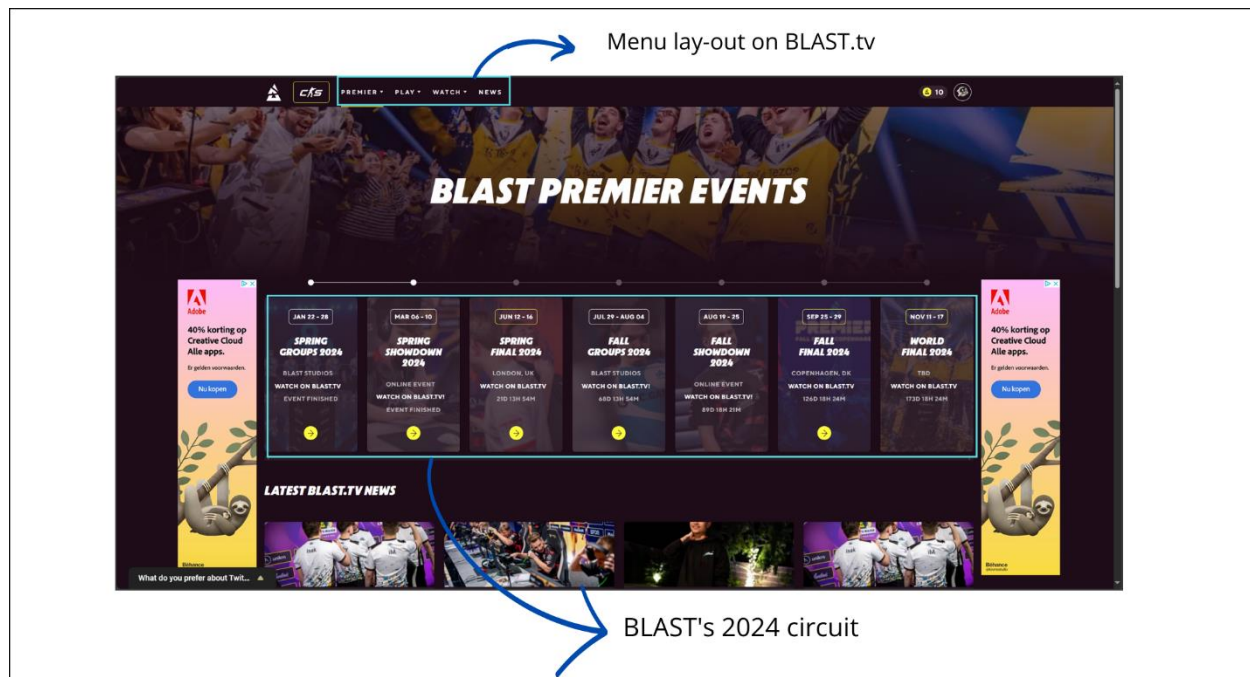 Menu lay-out on BLAST.tv
CS PREMIER PLAY WATCH NEWS 10
BLAST PREMIER EVENTS
Adobe
40% korting op
Creative Cloud
Alle apps.
Er gelden voorwaarden.
Nu kopen
Bēhance
JAN 22 - 28
SPRING
GROUPS 2024
BLAST STUDIOS
WATCH ON BLAST.TV
EVENT FINISHED
MAR 06 - 10
SPRING
SHOWDOWN
2024
ONLINE EVENT
WATCH ON BLAST.TV!
EVENT FINISHED
JUN 12 - 16
SPRING
FINAL 2024
LONDON, UK
WATCH ON BLAST.TV
21D 13H 54M
JUL 29 - AUG 04
FALL
GROUPS 2024
BLAST STUDIOS
WATCH ON BLAST.TV!
68D 13H 54M
AUG 19 - 25
FALL
SHOWDOWN
2024
ONLINE EVENT
WATCH ON BLAST.TV!
89D 18H 21M
SEP 25 - 29
PREMIER
FALL
FINAL 2024
COPENHAGEN, DK
WATCH ON BLAST.TV
126D 18H 24M
NOV 11 - 17
WORLD
FINAL 2024
TBD
WATCH ON BLAST.TV
173D 18H 24M
Adobe
40% korting op
Creative Cloud
Alle apps.
Er gelden voorwaarden.
Nu kopen
Bēhance
LATEST BLAST.TV NEWS
What do you prefer about Twit...
BLAST's 2024 circuit